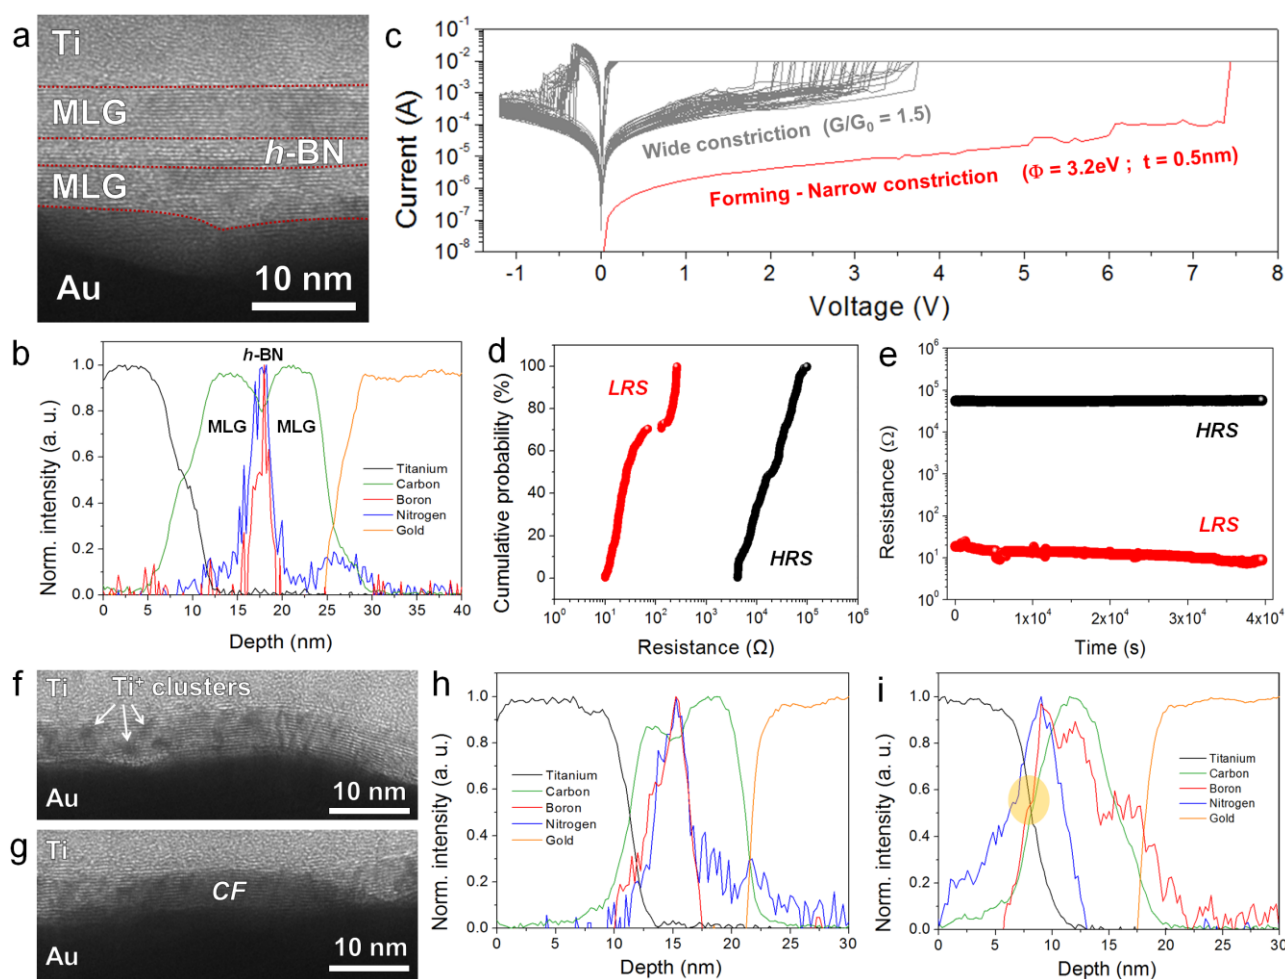 a
Ti
MLG
h-BN
MLG
Au
10 nm
c
Current (A)
10⁻¹
10⁻²
10⁻³
10⁻⁴
10⁻⁵
10⁻⁶
10⁻⁷
10⁻⁸
Wide constriction (G/G₀ = 1.5)
Forming - Narrow constriction (Φ = 3.2eV ; t = 0.5nm)
-1 0 1 2 3 4 5 6 7 8
Voltage (V)
b
Norm. intensity (a. u.)
1.0
0.8
0.6
0.4
0.2
0.0
h-BN
MLG MLG
Titanium
Carbon
Boron
Nitrogen
Gold
0 5 10 15 20 25 30 35 40
Depth (nm)
d
Cumulative probability (%)
100
80
60
40
20
0
LRS
HRS
10⁰ 10¹ 10² 10³ 10⁴ 10⁵ 10⁶
Resistance (Ω)
e
Resistance (Ω)
10⁶
10⁵
10⁴
10³
10²
10¹
10⁰
HRS
LRS
0 1x10⁴ 2x10⁴ 3x10⁴ 4x10⁴
Time (s)
f
Ti
Ti⁺ clusters
Au
10 nm
g
Ti
CF
Au
10 nm
h
Norm. intensity (a. u.)
1.0
0.8
0.6
0.4
0.2
0.0
Titanium
Carbon
Boron
Nitrogen
Gold
0 5 10 15 20 25 30
Depth (nm)
i
Norm. intensity (a. u.)
1.0
0.8
0.6
0.4
0.2
0.0
Titanium
Carbon
Boron
Nitrogen
Gold
0 5 10 15 20 25 30
Depth (nm)